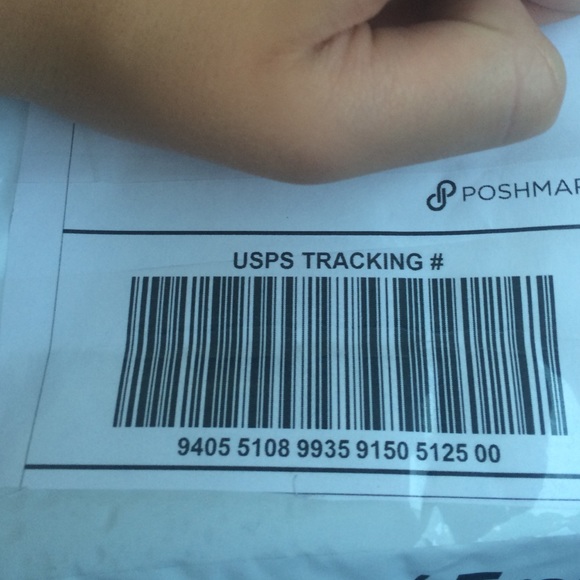 POSHMAR
USPS TRACKING #
9405 5108 9935 9150 5125 00